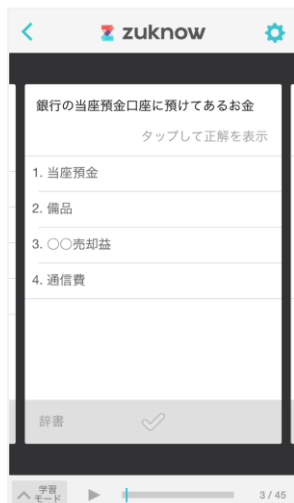 zuknow
銀行の当座預金口座に預けてあるお金
タップして正解を表示
1. 当座預金
2. 備品
3. ○○売却益
4. 通信費
辞書
学習
モード
3 / 45